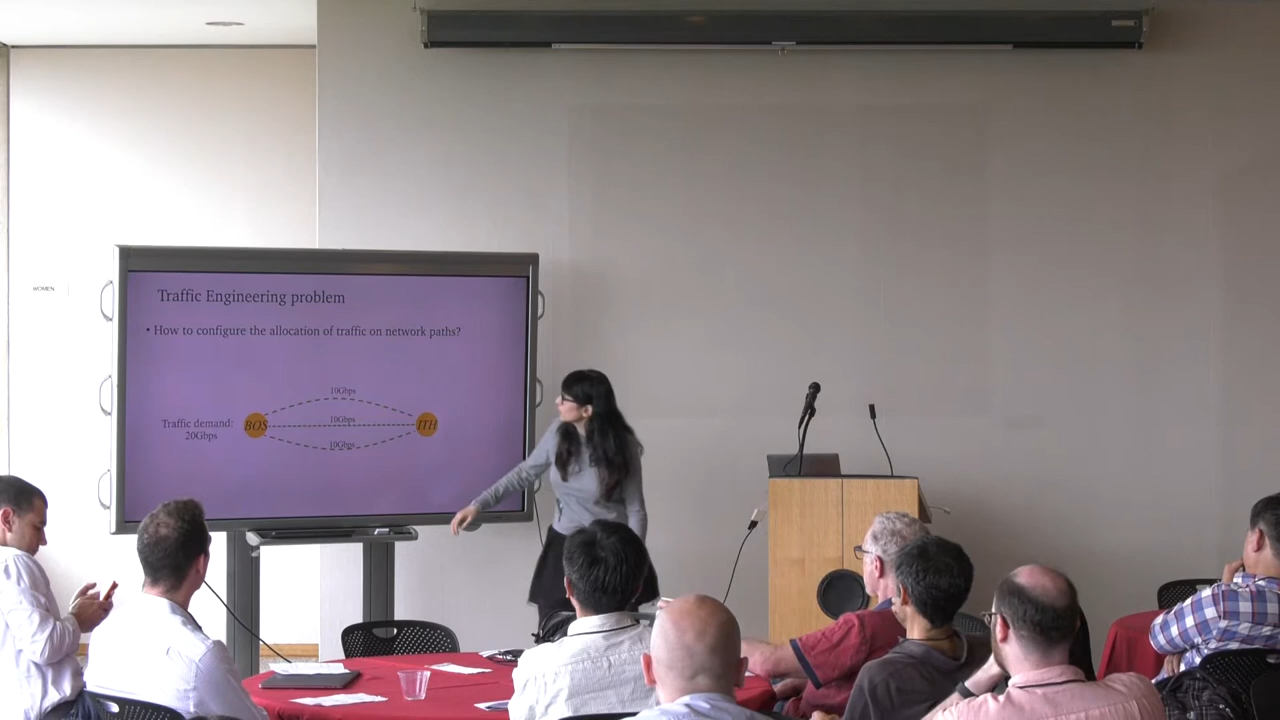 WOMEN
Traffic Engineering problem
• How to configure the allocation of traffic on network paths?
10Gbps
Traffic demand:
20Gbps
BOS
10Gbps
ITH
10Gbps